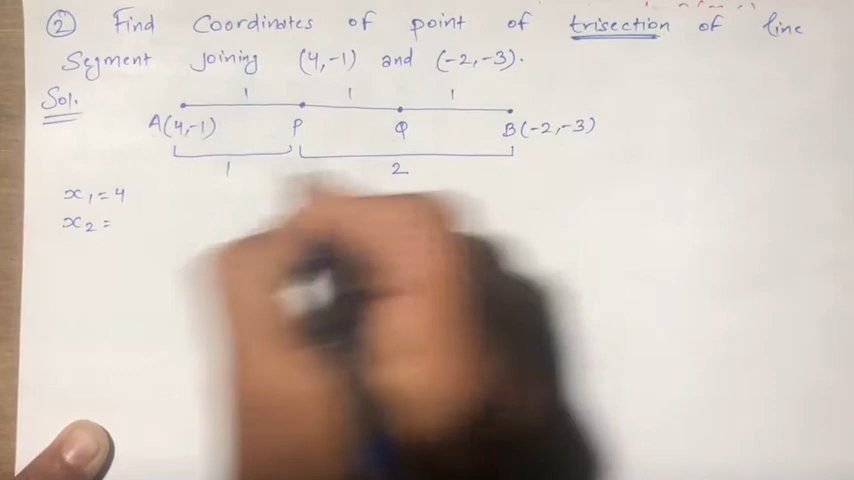 ② Find Coordinates of point of trisection of line
Segment joining (4,-1) and (-2,-3).
Sol.
1 1 1
A(4,-1) P Q B(-2,-3)
1 2
x₁=4
x₂=